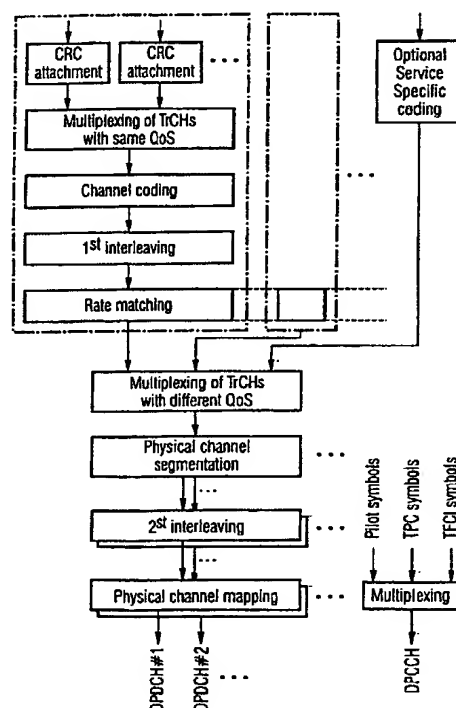 CRC
attachment
CRC
attachment
Optional
Service
Specific
coding
Multiplexing of TrCHs
with same QoS
Channel coding
1st interleaving
Rate matching
Multiplexing of TrCHs
with different QoS
Physical channel
segmentation
2st interleaving
Physical channel mapping
Pilot symbols
TPC symbols
TFCI symbols
Multiplexing
DPDCH#1
DPDCH#2
DPCCH